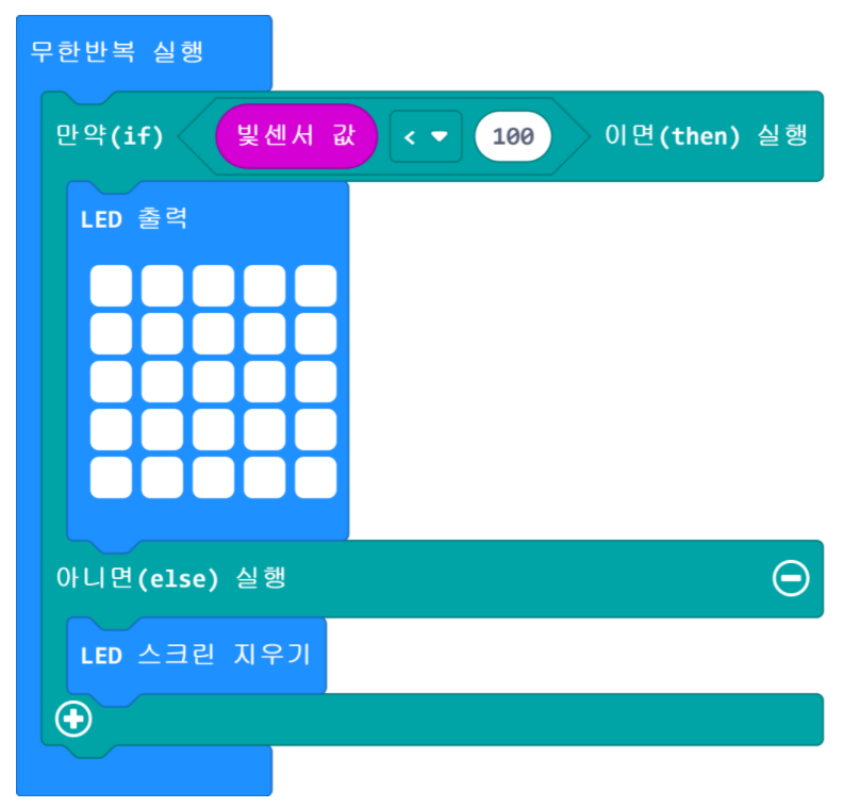 무한반복 실행
만약(if) 빛센서 값 < 100 이면(then) 실행
LED 출력
아니면(else) 실행
LED 스크린 지우기